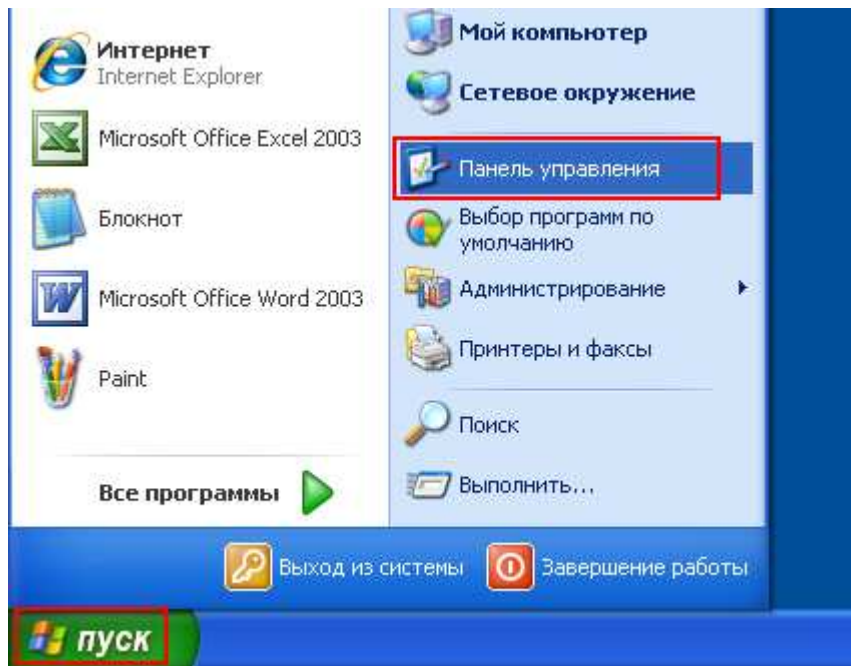 Интернет
Internet Explorer
Microsoft Office Excel 2003
Блокнот
Microsoft Office Word 2003
Paint
Все программы
Мой компьютер
Сетевое окружение
Панель управления
Выбор программ по
умолчанию
Администрирование
Принтеры и факсы
Поиск
Выполнить...
Выход из системы
Завершение работы
пуск